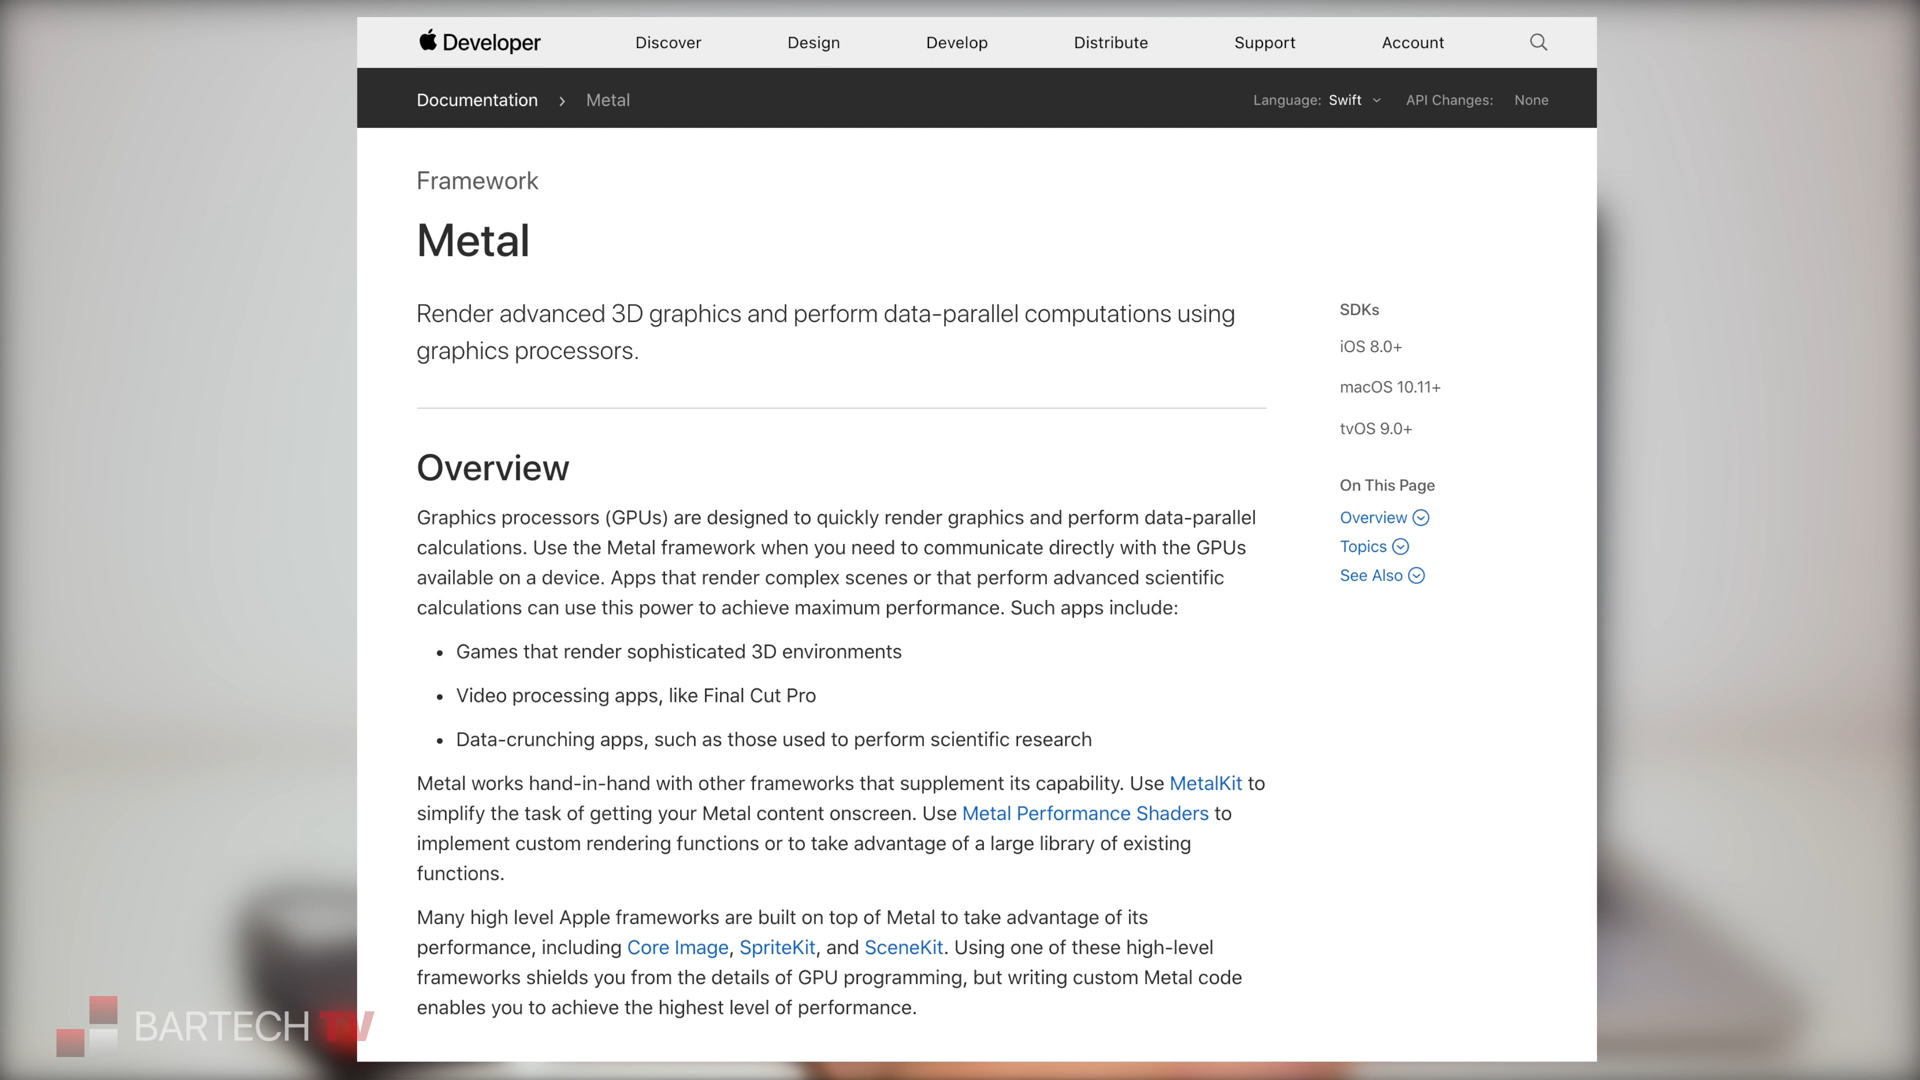 Developer
Discover
Design
Develop
Distribute
Support
Account
Documentation > Metal
Language: Swift
API Changes: None
Framework
Metal
Render advanced 3D graphics and perform data-parallel computations using
graphics processors.
SDKs
iOS 8.0+
macOS 10.11+
tvOS 9.0+
On This Page
Overview
Topics
See Also
Overview
Graphics processors (GPUs) are designed to quickly render graphics and perform data-parallel
calculations. Use the Metal framework when you need to communicate directly with the GPUs
available on a device. Apps that render complex scenes or that perform advanced scientific
calculations can use this power to achieve maximum performance. Such apps include:
• Games that render sophisticated 3D environments
• Video processing apps, like Final Cut Pro
• Data-crunching apps, such as those used to perform scientific research
Metal works hand-in-hand with other frameworks that supplement its capability. Use MetalKit to
simplify the task of getting your Metal content onscreen. Use Metal Performance Shaders to
implement custom rendering functions or to take advantage of a large library of existing
functions.
Many high level Apple frameworks are built on top of Metal to take advantage of its
performance, including Core Image, SpriteKit, and SceneKit. Using one of these high-level
frameworks shields you from the details of GPU programming, but writing custom Metal code
enables you to achieve the highest level of performance.
BARTECH TV